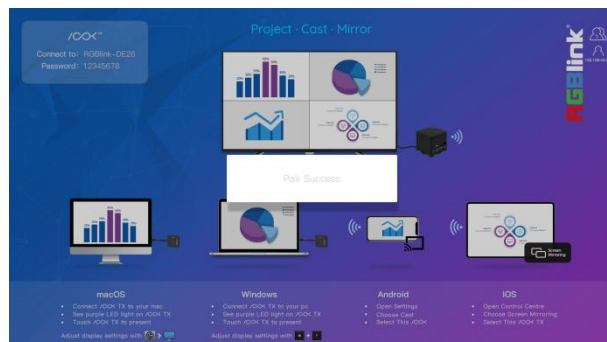 /OOK™
Connect to: RGBlink-DE26
Password: 12345678
Project · Cast · Mirror
RGBlink
Pair Success
Screen
Mirroring
macOS
• Connect /OOK TX to your mac
• See purple LED light on /OOK TX
• Touch /OOK TX to present
Adjust display settings with
Windows
• Connect /OOK TX to your pc
• See purple LED light on /OOK TX
• Touch /OOK TX to present
Adjust display settings with
Android
• Open Settings
• Choose Cast
• Select This /OOK
IOS
• Open Control Centre
• Choose Screen Mirroring
• Select This /OOK TX